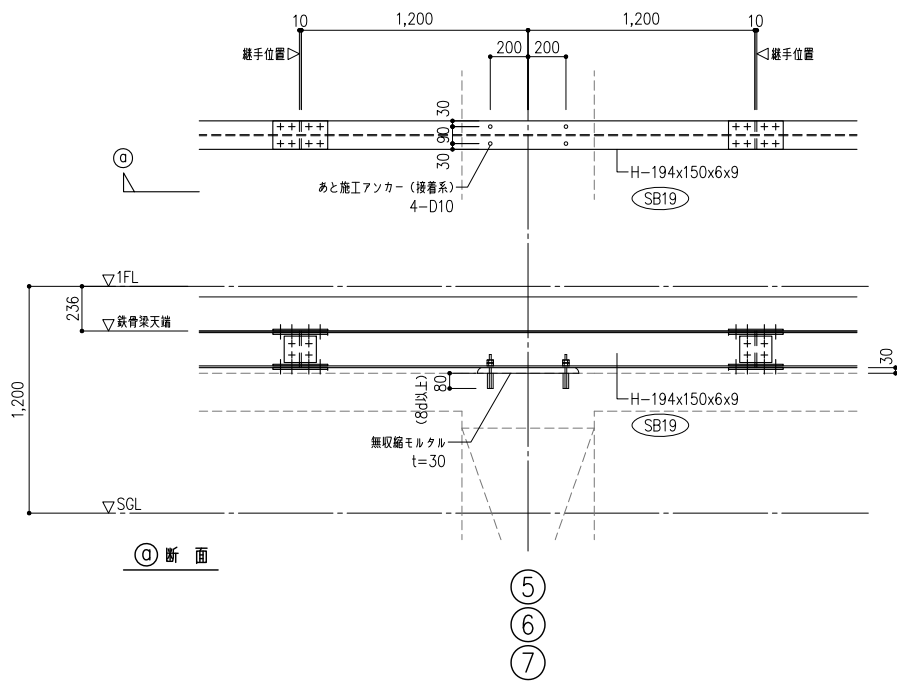 10
1,200
1,200
10
継手位置
200
200
継手位置
30
90
30
a
あと施工アンカー (接着系)
4-D10
H-194x150x6x9
SB19
1FL
236
鉄骨梁天端
1,200
80
(8d以上)
30
H-194x150x6x9
SB19
無収縮モルタル
t=30
SGL
a 断 面
5
6
7